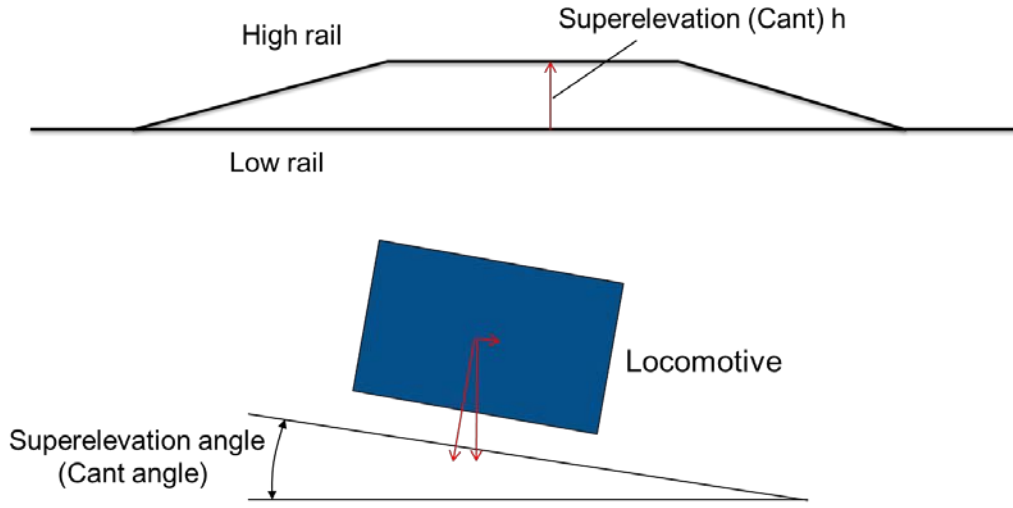 Superelevation (Cant) h
High rail
Low rail
Locomotive
Superelevation angle
(Cant angle)